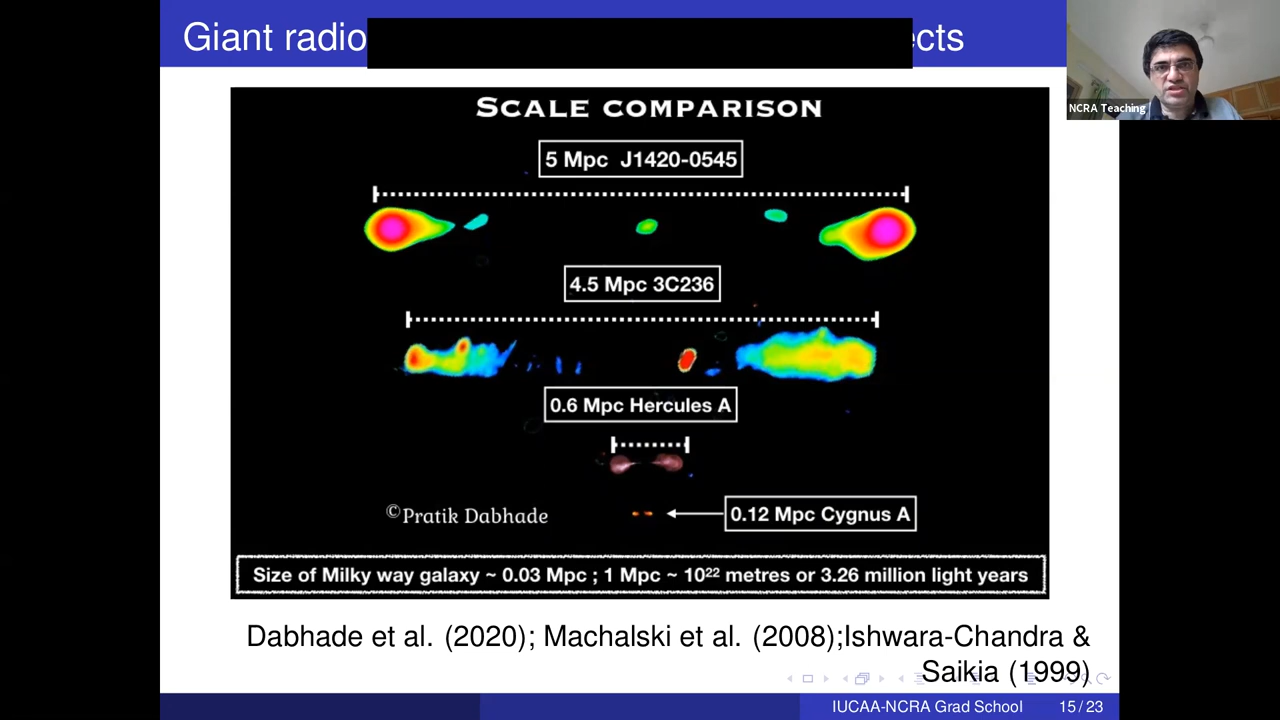 Giant radio
ects
NCRA Teaching
SCALE COMPARISON
5 Mpc J1420-0545
4.5 Mpc 3C236
0.6 Mpc Hercules A
©Pratik Dabhade
0.12 Mpc Cygnus A
Size of Milky way galaxy ~ 0.03 Mpc ; 1 Mpc ~ 10²² metres or 3.26 million light years
Dabhade et al. (2020); Machalski et al. (2008);Ishwara-Chandra &
Saikia (1999)
IUCAA-NCRA Grad School 15 / 23